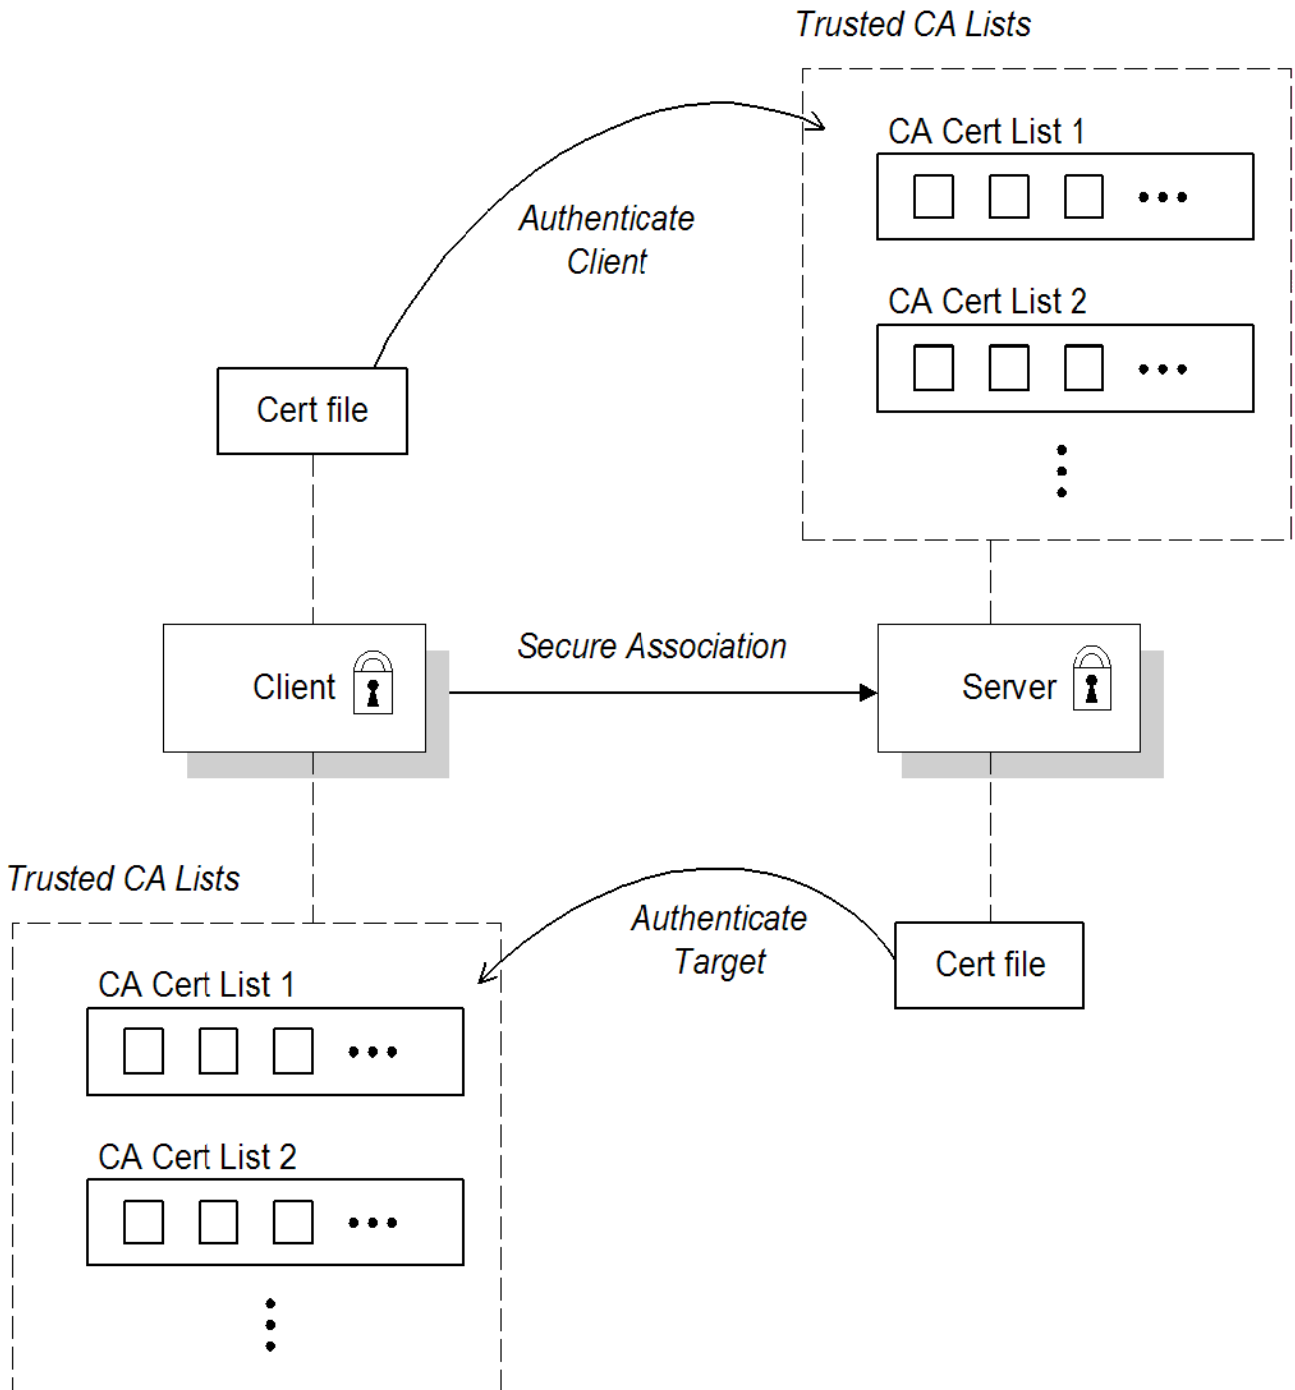 Trusted CA Lists
CA Cert List 1
Authenticate
Client
CA Cert List 2
Cert file
Secure Association
Client
Server
Trusted CA Lists
Authenticate
Target
Cert file
CA Cert List 1
CA Cert List 2